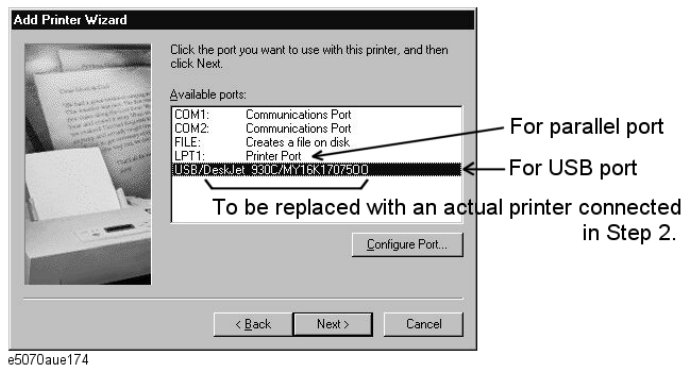 Add Printer Wizard
Click the port you want to use with this printer, and then
click Next.
Available ports:
COM1: Communications Port
COM2: Communications Port
FILE: Creates a file on disk
LPT1: Printer Port
USB/DeskJet 930C/MY16K1707500
For parallel port
For USB port
To be replaced with an actual printer connected
in Step 2.
Configure Port...
< Back
Next >
Cancel
e5070aue174